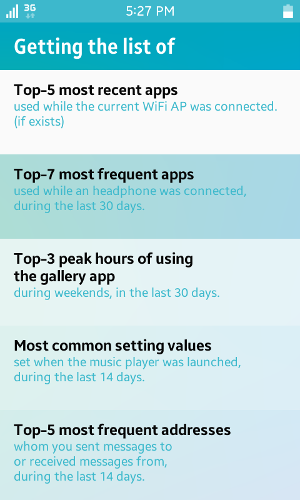 3G
5:27 PM
Getting the list of
Top-5 most recent apps
used while the current WiFi AP was connected.
(if exists)
Top-7 most frequent apps
used while an headphone was connected,
during the last 30 days.
Top-3 peak hours of using
the gallery app
during weekends, in the last 30 days.
Most common setting values
set when the music player was launched,
during the last 14 days.
Top-5 most frequent addresses
whom you sent messages to
or received messages from,
during the last 14 days.